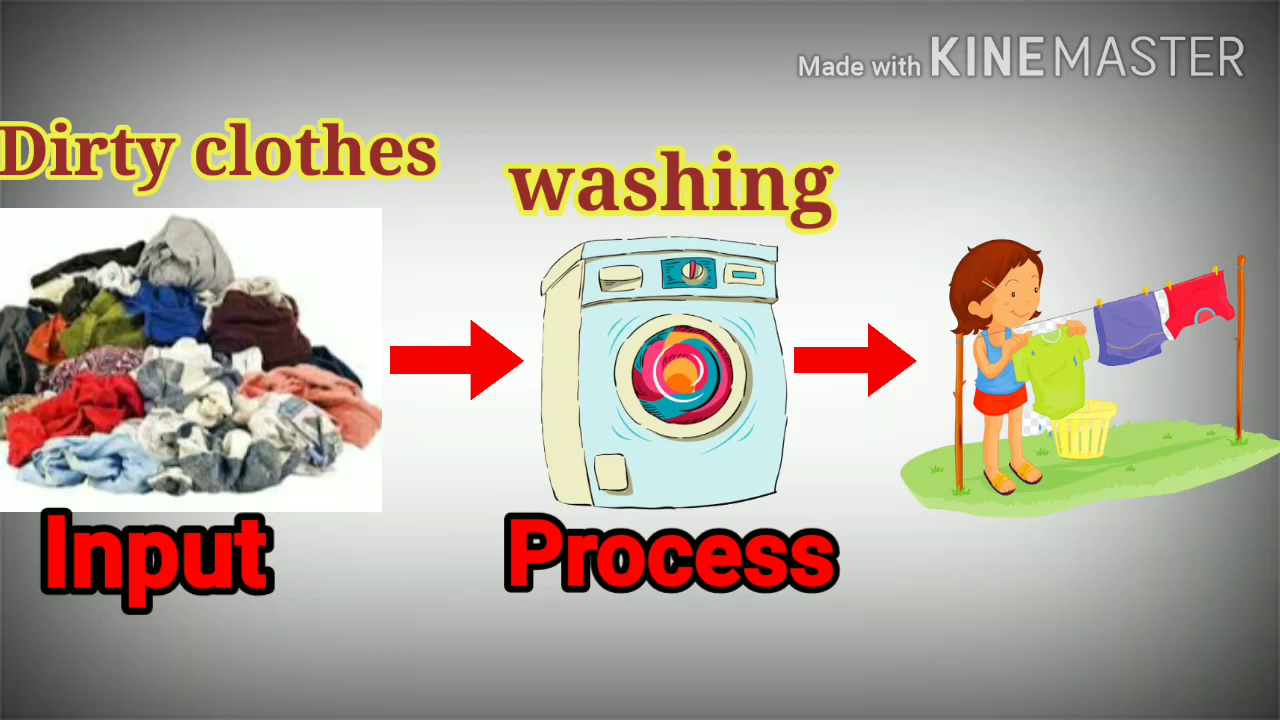 Made with KINEMASTER
Dirty clothes
washing
Input
Process